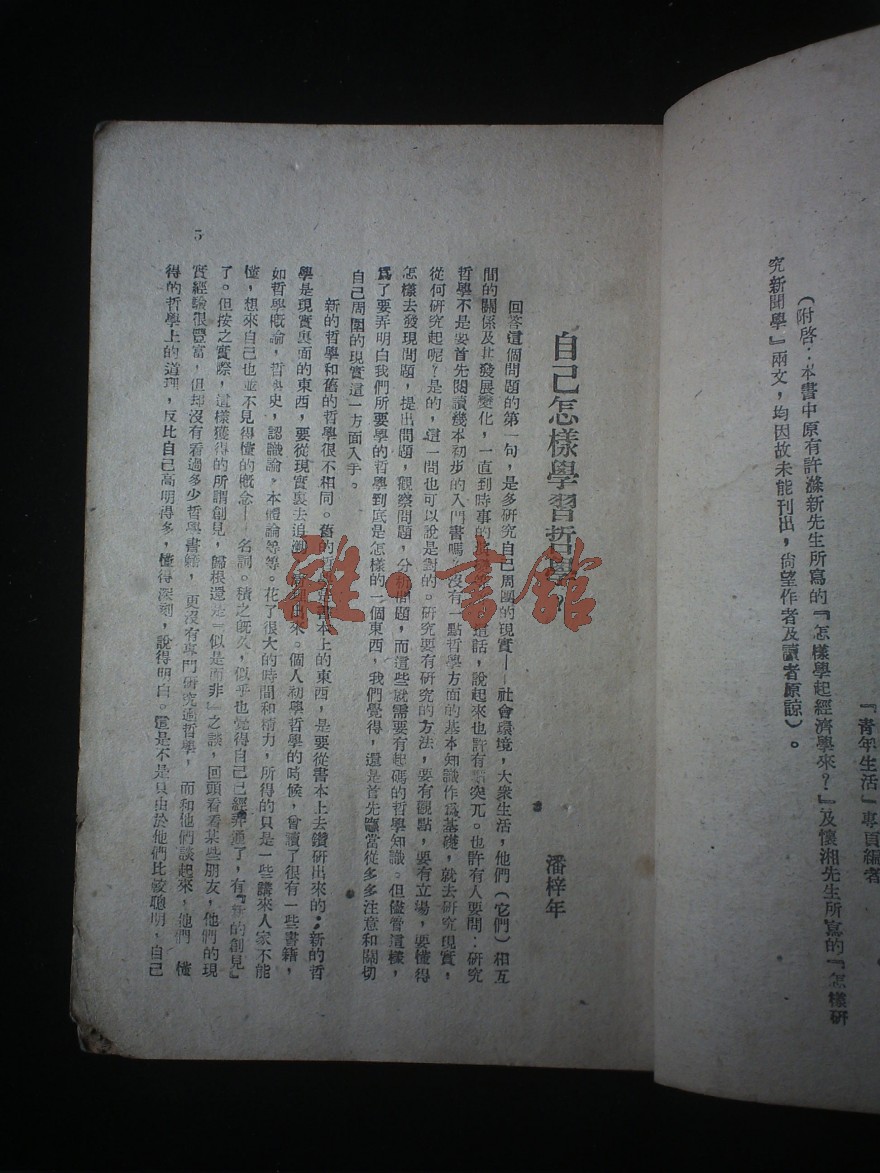 『青年生活』專頁編者
（附啓：本書中原有許滌新先生所寫的『怎樣學起經濟學來？』及懷湘先生所寫的『怎樣研
究新聞學』兩文，均因故未能刊出，尙望作者及讀者原諒）。
自己怎樣學習哲學？
潘梓年
回答這個問題的第一句，是多研究自己周圍的現實——社會環境，大衆生活，他們（它們）相互
間的關係及其發展變化，一直到時事的 道話，說起來也許有點突兀。也許有人要問：研究
哲學不是要首先閱讀幾本初步的入門書嗎？沒有一點哲學方面的基本知識作爲基礎，就去研究現實，
從何研究起呢？是的，這一問也可以說是對的。研究要有研究的方法，要有觀點，要有立場，要懂得
怎樣去發現問題，提出問題，觀察問題，分析問題，而這些就需要有起碼的哲學知識。但儘管這樣，
爲了要弄明白我們所要學的哲學到底是怎樣的一個東西，我們覺得，還是首先應當從多多注意和關切
自己周圍的現實這一方面入手。
新的哲學和舊的哲學很不相同。舊的哲學是書本上的東西，是要從書本上去鑽硏出來的；新的哲
學是現實裏面的東西，要從現實裏去追 出來。個人初學哲學的時候，曾讀了很有一些書籍，
如哲學概論，哲學史，認識論，本體論等等。花了很大的時間和精力，所得的只是一些講來人家不能
懂，想來自己也並不見得懂的概念——名詞。積之旣久，似乎也覺得自己已經弄通了，有『新的創見』
了。但按之實際，這樣獲得的所謂創見，歸根還是『似是而非』之談，回頭看看某些朋友，他們的現
實經驗很豐富，但却沒有看過多少哲學書籍，更沒有專門研究過哲學，而和他們談起來，他們 懂
得的哲學上的道理，反比自己高明得多，懂得深刻，說得明白。這是不是只由於他們比較聰明，自己
5
雜·書館